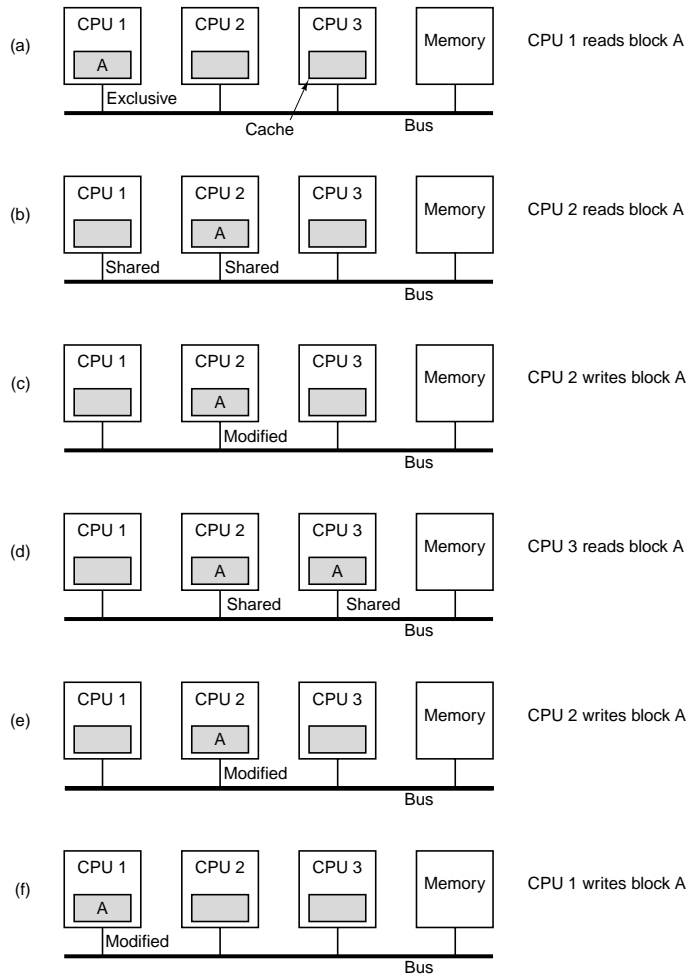 (a)
CPU 1
CPU 2
CPU 3
Memory
CPU 1 reads block A
A
Exclusive
Cache
Bus
(b)
CPU 1
CPU 2
CPU 3
Memory
CPU 2 reads block A
A
Shared
Shared
Bus
(c)
CPU 1
CPU 2
CPU 3
Memory
CPU 2 writes block A
A
Modified
Bus
(d)
CPU 1
CPU 2
CPU 3
Memory
CPU 3 reads block A
A
A
Shared
Shared
Bus
(e)
CPU 1
CPU 2
CPU 3
Memory
CPU 2 writes block A
A
Modified
Bus
(f)
CPU 1
CPU 2
CPU 3
Memory
CPU 1 writes block A
A
Modified
Bus